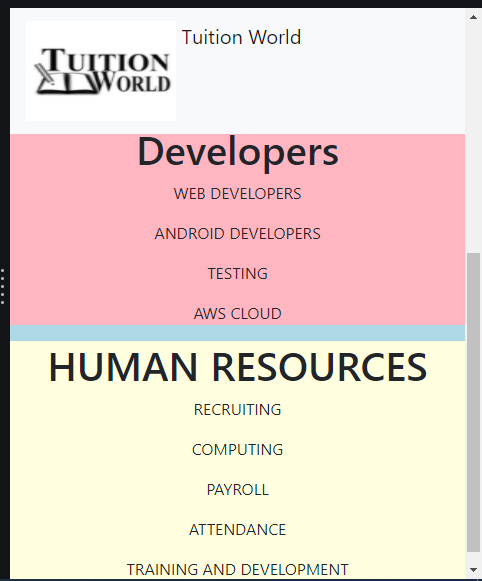 TUITION
WORLD
Tuition World
Developers
WEB DEVELOPERS
ANDROID DEVELOPERS
TESTING
AWS CLOUD
HUMAN RESOURCES
RECRUITING
COMPUTING
PAYROLL
ATTENDANCE
TRAINING AND DEVELOPMENT